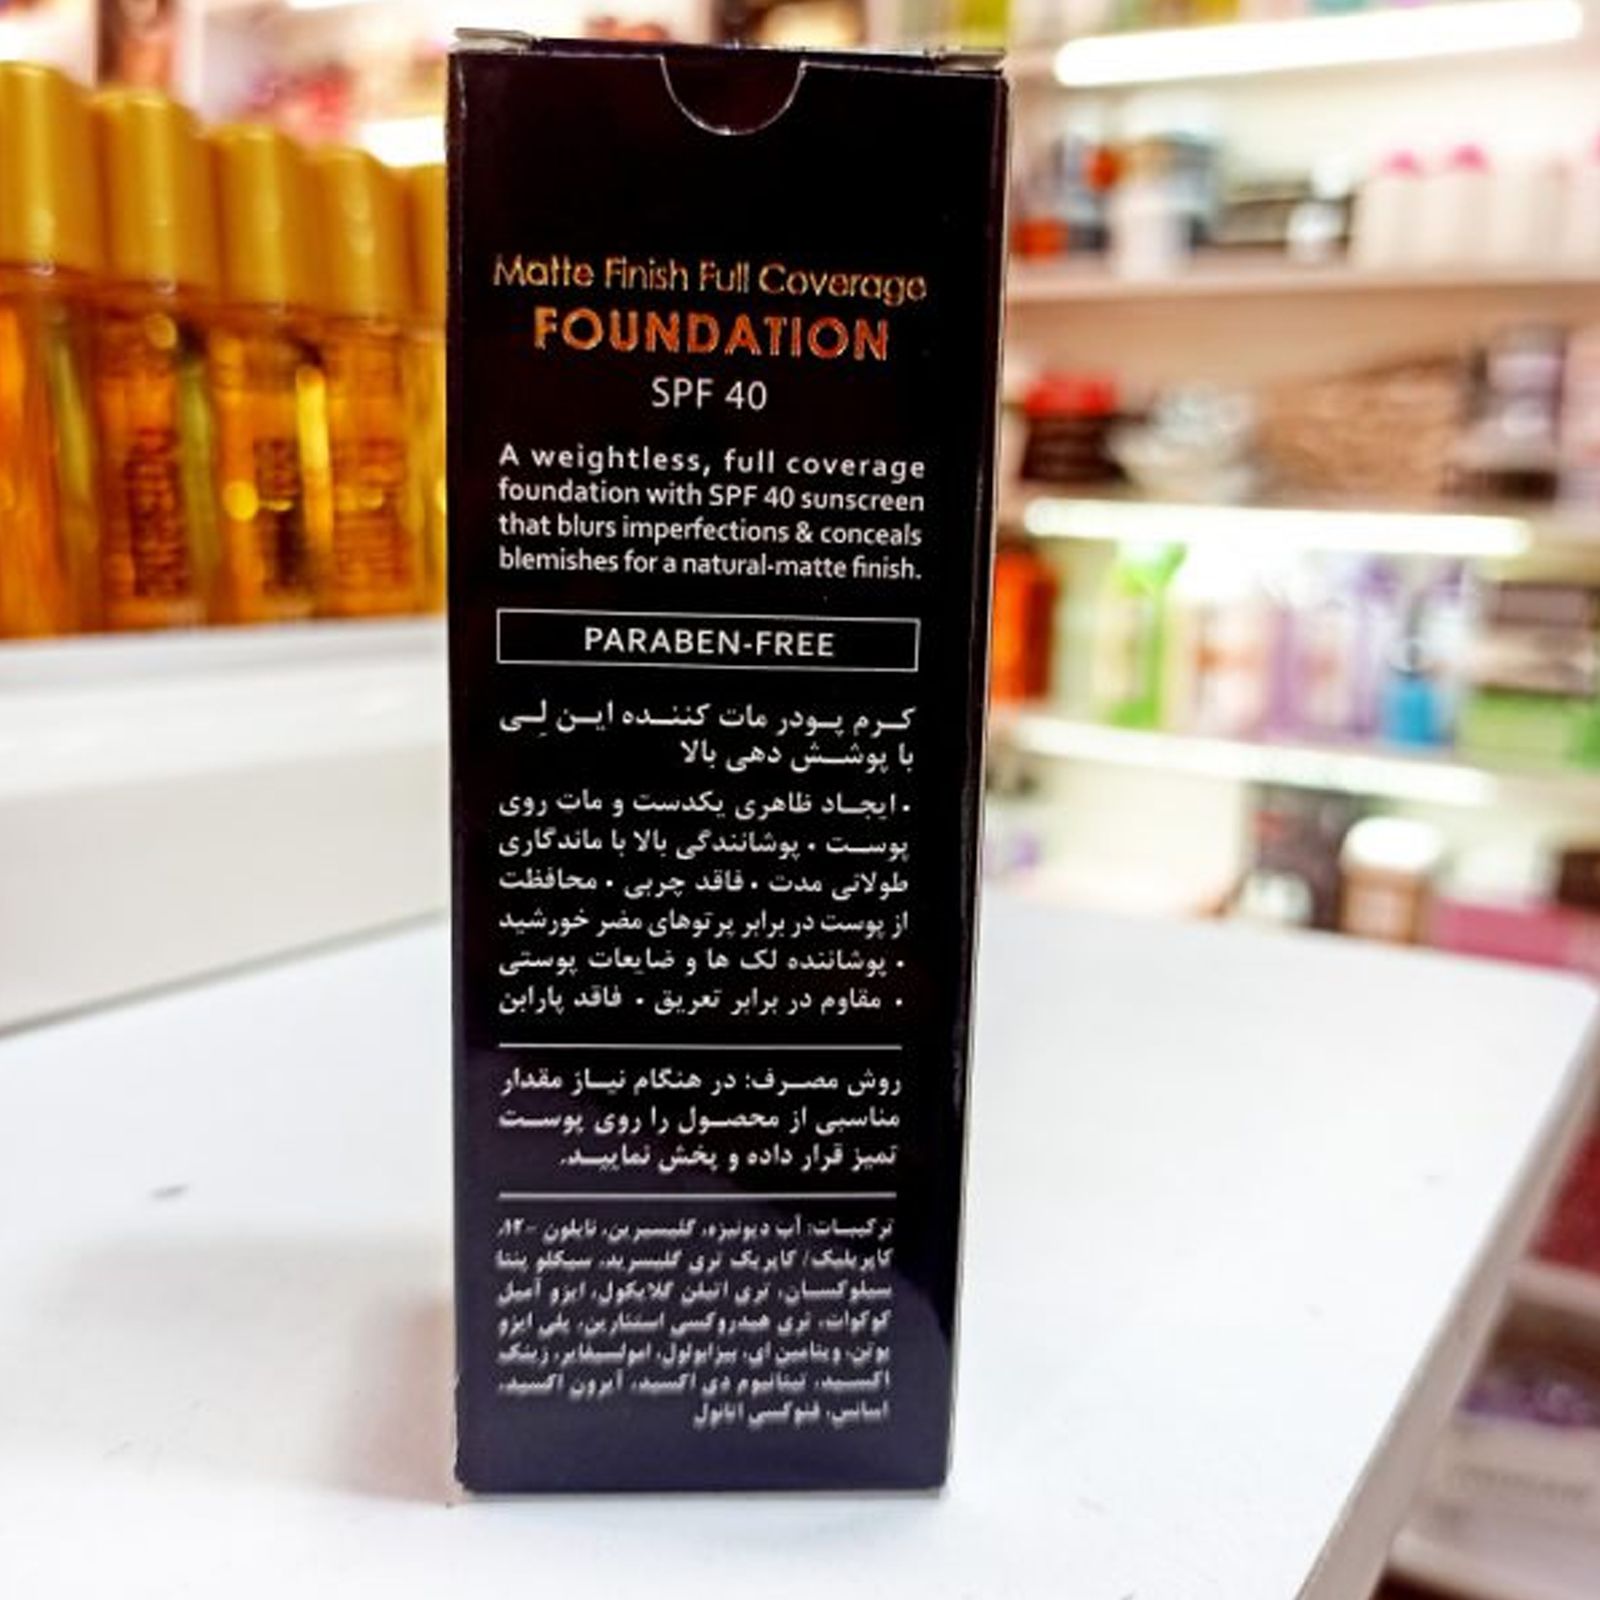 Matte Finish Full Coverage
FOUNDATION
SPF 40
A weightless, full coverage
foundation with SPF 40 sunscreen
that blurs imperfections & conceals
blemishes for a natural-matte finish.
PARABEN-FREE
کرم پودر مات کننده این لِی
با پوشش دهی بالا
• ایجاد ظاهری یکدست و مات روی
پوست • پوشانندگی بالا با ماندگاری
طولانی مدت • فاقد چربی • محافظت
از پوست در برابر پرتوهای مضر خورشید
• پوشاننده لک ها و ضایعات پوستی
• مقاوم در برابر تعریق • فاقد پارابن
روش مصرف: در هنگام نیاز مقدار
مناسبی از محصول را روی پوست
تمیز قرار داده و پخش نمایید.
ترکیبات: آب دیونیزه، گلیسیرین، نایلون -۱۲،
کاپریلیک/ کاپریک تری گلیسرید، سیکلو پنتا
سیلوکسان، تری اتیلن گلایکول، ایزو آمیل
کوکوات، تری هیدروکسی استئارین، پلی ایزو
بوتن، ویتامین ای، بیزابولول، امولسیفایر، زینک
اکسید، تیتانیوم دی اکسید، آیرون اکسید،
اسانس، فنوکسی اتانول